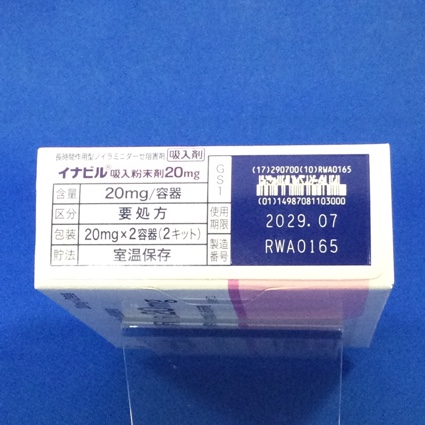 長時間作用型ノイラミニダーゼ阻害剤 吸入剤
イナビル® 吸入粉末剤20mg
含量 20mg/容器
区分 要処方
包装 20mg×2容器(2キット)
貯法 室温保存
GS1
(17)290700(10)RWA0165
(01)14987081103000
使用期限 2029.07
製造番号 RWA0165